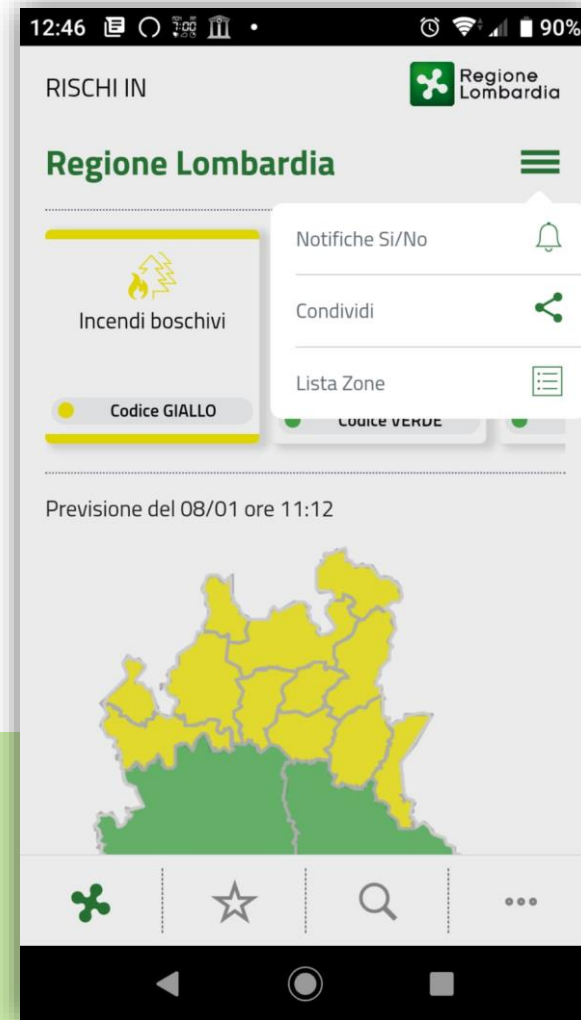 12:46
90%
RISCHI IN
Regione
Lombardia
Regione Lombardia
Notifiche Si/No
Condividi
Lista Zone
Incendi boschivi
Codice GIALLO
Codice VERDE
Previsione del 08/01 ore 11:12